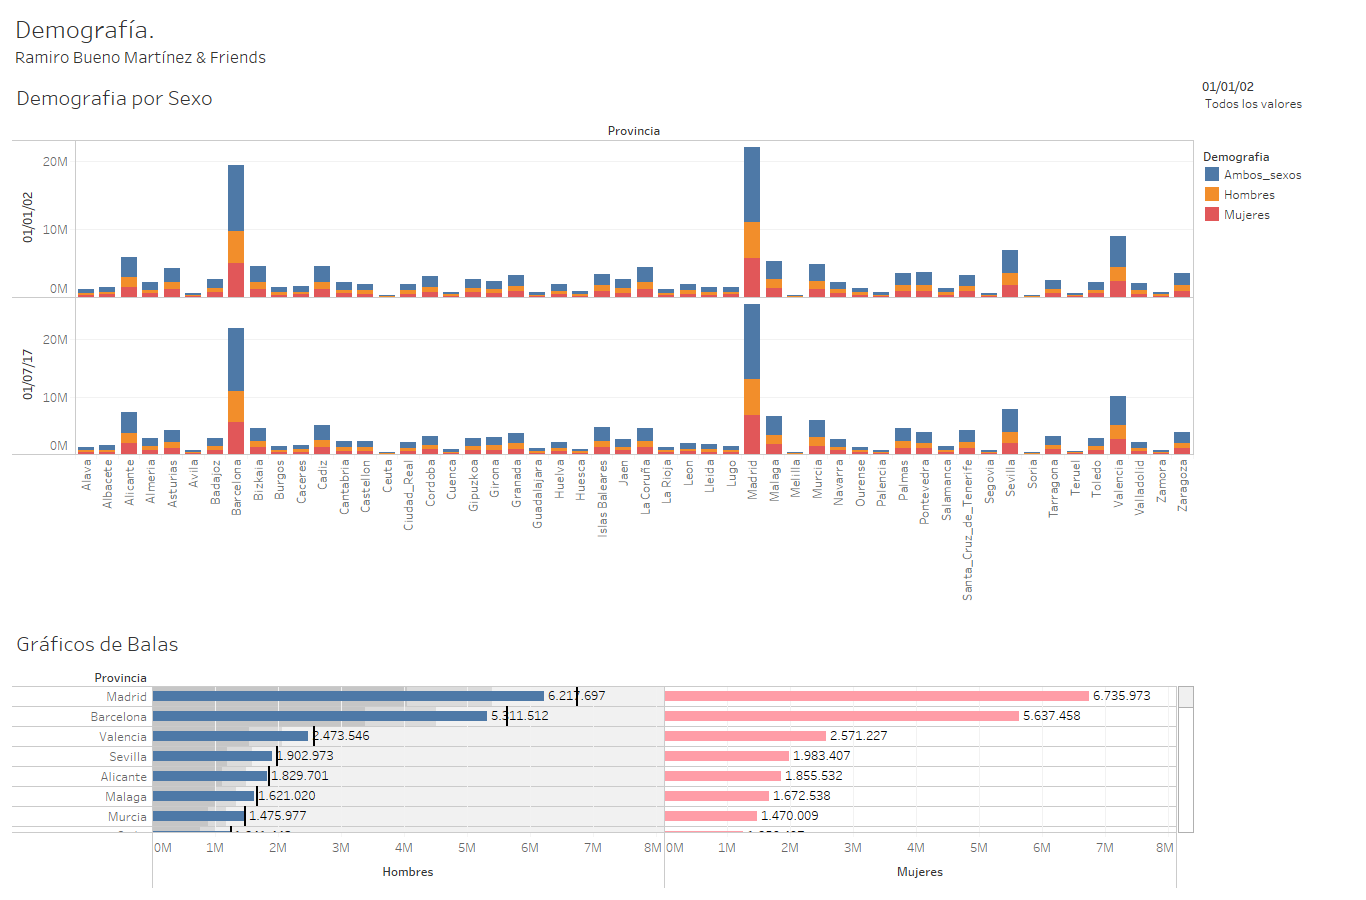 Demografía.
Ramiro Bueno Martínez & Friends
Demografia por Sexo
01/01/02
Todos los valores
Provincia
Demografia
Ambos_sexos
Hombres
Mujeres
01/01/02
20M
10M
0M
01/07/17
20M
10M
0M
Alava
Albacete
Alicante
Almeria
Asturias
Avila
Badajoz
Barcelona
Bizkaia
Burgos
Caceres
Cadiz
Cantabria
Castellon
Ceuta
Ciudad_Real
Cordoba
Cuenca
Gipuzkoa
Girona
Granada
Guadalajara
Huelva
Huesca
Islas Baleares
Jaen
La Coruña
La Rioja
Leon
Lleida
Lugo
Madrid
Malaga
Melilla
Murcia
Navarra
Ourense
Palencia
Palmas
Pontevedra
Salamanca
Santa_Cruz_de_Tenerife
Segovia
Sevilla
Soria
Tarragona
Teruel
Toledo
Valencia
Valladolid
Zamora
Zaragoza
Gráficos de Balas
Provincia
Madrid 6.217.697 6.735.973
Barcelona 5.311.512 5.637.458
Valencia 2.473.546 2.571.227
Sevilla 1.902.973 1.983.407
Alicante 1.829.701 1.855.532
Malaga 1.621.020 1.672.538
Murcia 1.475.977 1.470.009
0M 1M 2M 3M 4M 5M 6M 7M 8M 0M 1M 2M 3M 4M 5M 6M 7M 8M
Hombres Mujeres